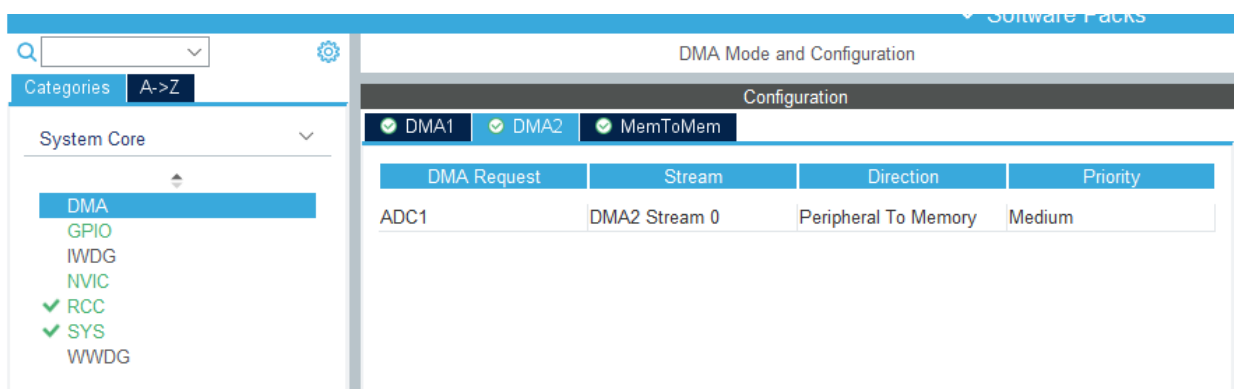 Software Packs
DMA Mode and Configuration
Categories A->Z
Configuration
System Core
DMA1 DMA2 MemToMem
DMA Request Stream Direction Priority
ADC1 DMA2 Stream 0 Peripheral To Memory Medium
DMA
GPIO
IWDG
NVIC
RCC
SYS
WWDG